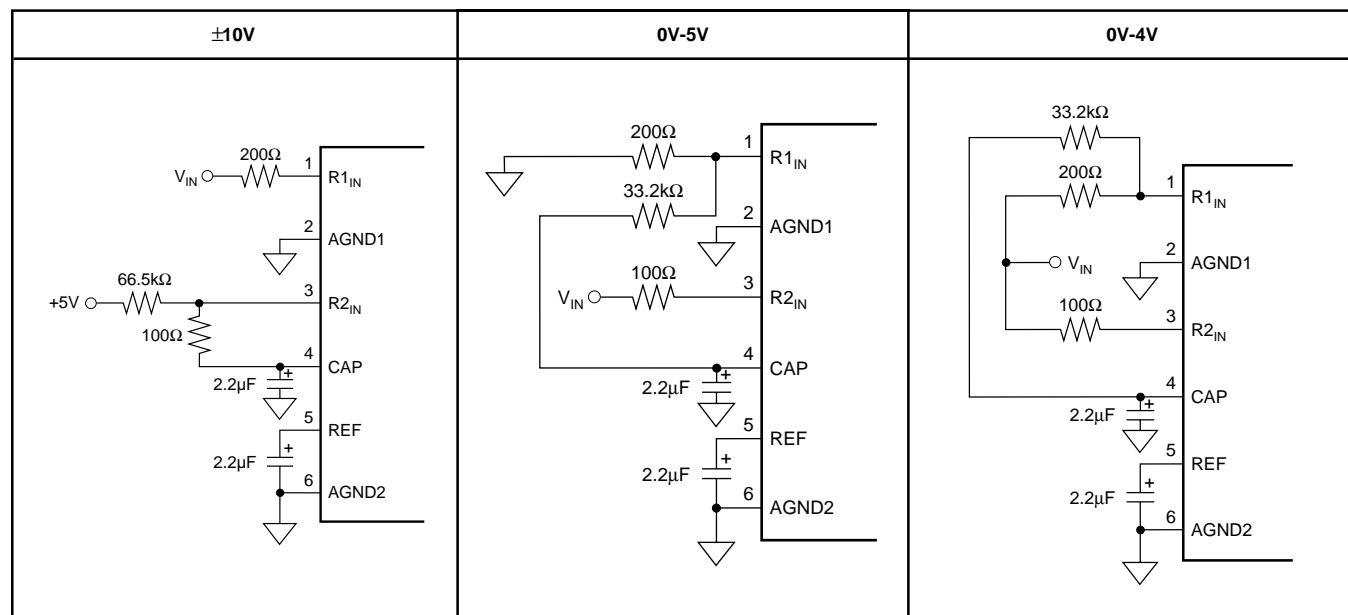 ±10V
0V-5V
0V-4V
200Ω
1
V_IN
R1_IN
2
AGND1
66.5kΩ
+5V
3
R2_IN
100Ω
4
CAP
2.2µF
+
5
REF
2.2µF
+
6
AGND2
200Ω
1
R1_IN
33.2kΩ
2
AGND1
100Ω
V_IN
3
R2_IN
4
CAP
2.2µF
+
5
REF
2.2µF
+
6
AGND2
33.2kΩ
200Ω
1
R1_IN
2
AGND1
V_IN
100Ω
3
R2_IN
4
CAP
2.2µF
+
5
REF
2.2µF
+
6
AGND2